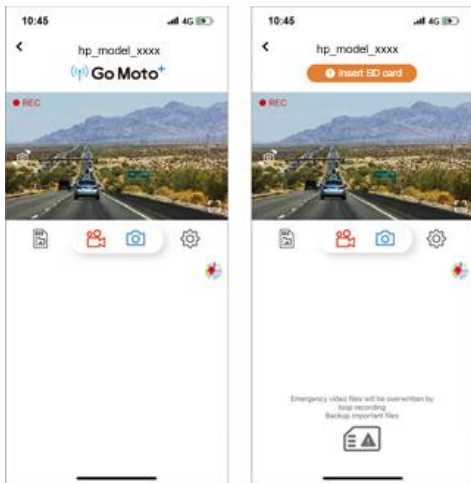 10:45
4G
hp_model_xxxx
Go Moto+
REC
10:45
4G
hp_model_xxxx
Insert SD card
REC
Emergency video files will be overwritten by
loop recording
Backup important files